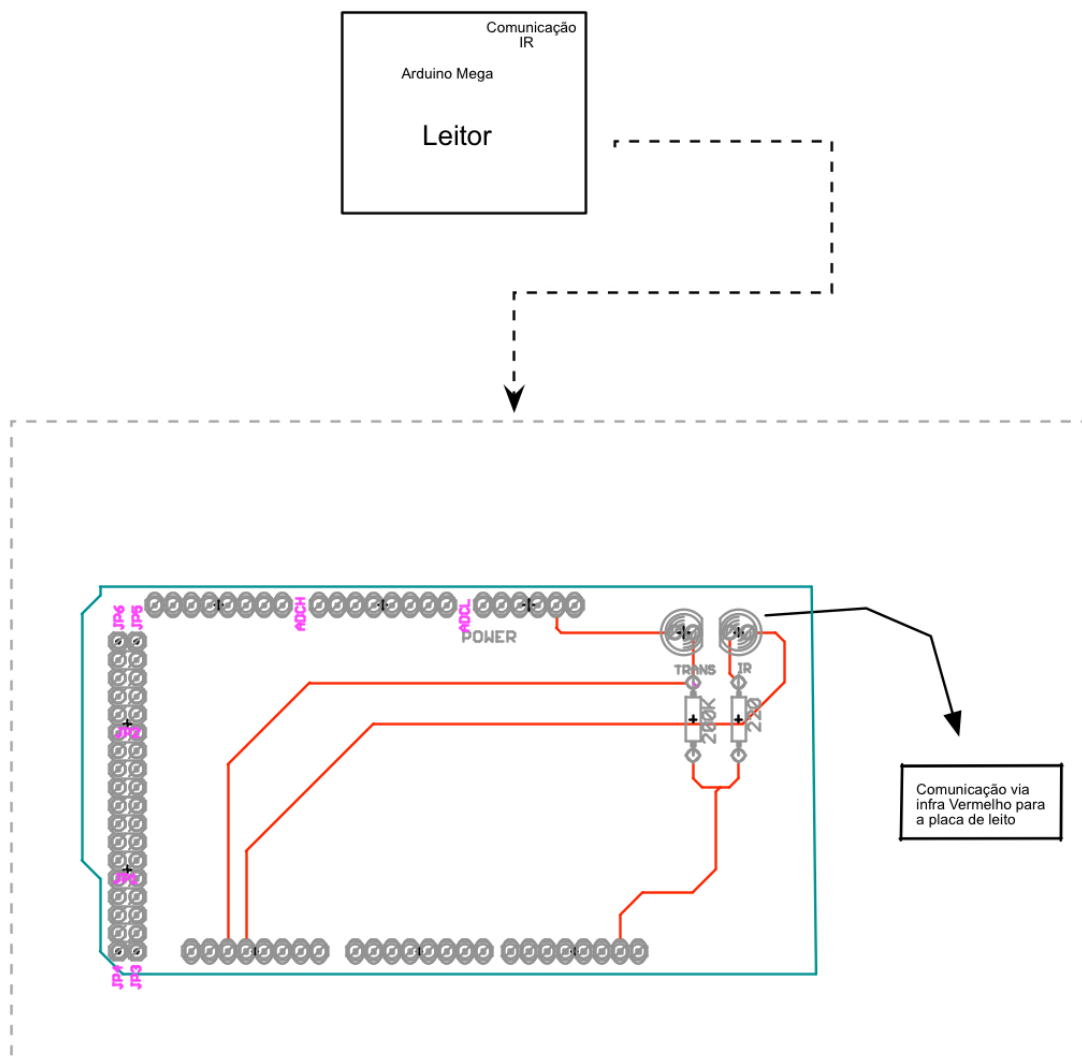 Comunicação
IR
Arduino Mega
Leitor
JP6
JP5
ADCH
ADCL
POWER
TRANS
IR
200K
220
JP2
JP1
JP4
JP3
Comunicação via
infra Vermelho para
a placa de leito